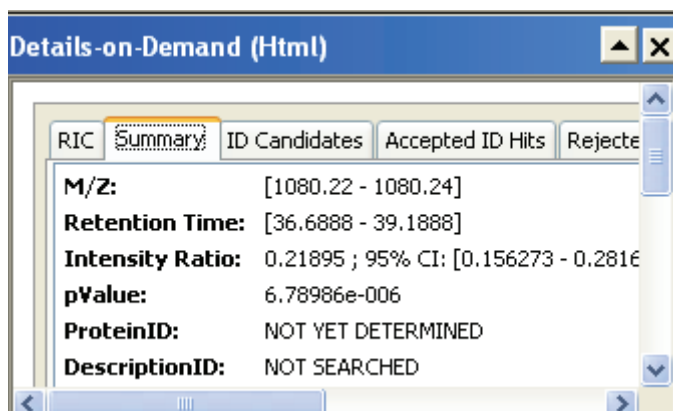 Details-on-Demand (Html)
RIC Summary ID Candidates Accepted ID Hits Rejecte
M/Z: [1080.22 - 1080.24]
Retention Time: [36.6888 - 39.1888]
Intensity Ratio: 0.21895 ; 95% CI: [0.156273 - 0.2816
pValue: 6.78986e-006
ProteinID: NOT YET DETERMINED
DescriptionID: NOT SEARCHED